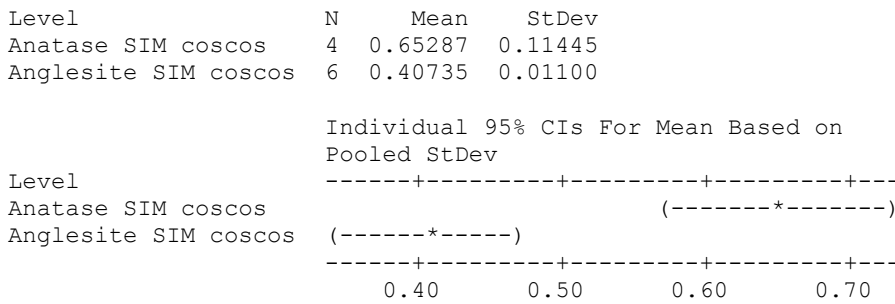 Level                  N     Mean    StDev
Anatase SIM coscos     4  0.65287  0.11445
Anglesite SIM coscos   6  0.40735  0.01100
                       Individual 95% CIs For Mean Based on
                       Pooled StDev
Level                  ------+---------+---------+---------+---
Anatase SIM coscos                            (-------*-------)
Anglesite SIM coscos   (------*-----)
                       ------+---------+---------+---------+---
                           0.40      0.50      0.60      0.70